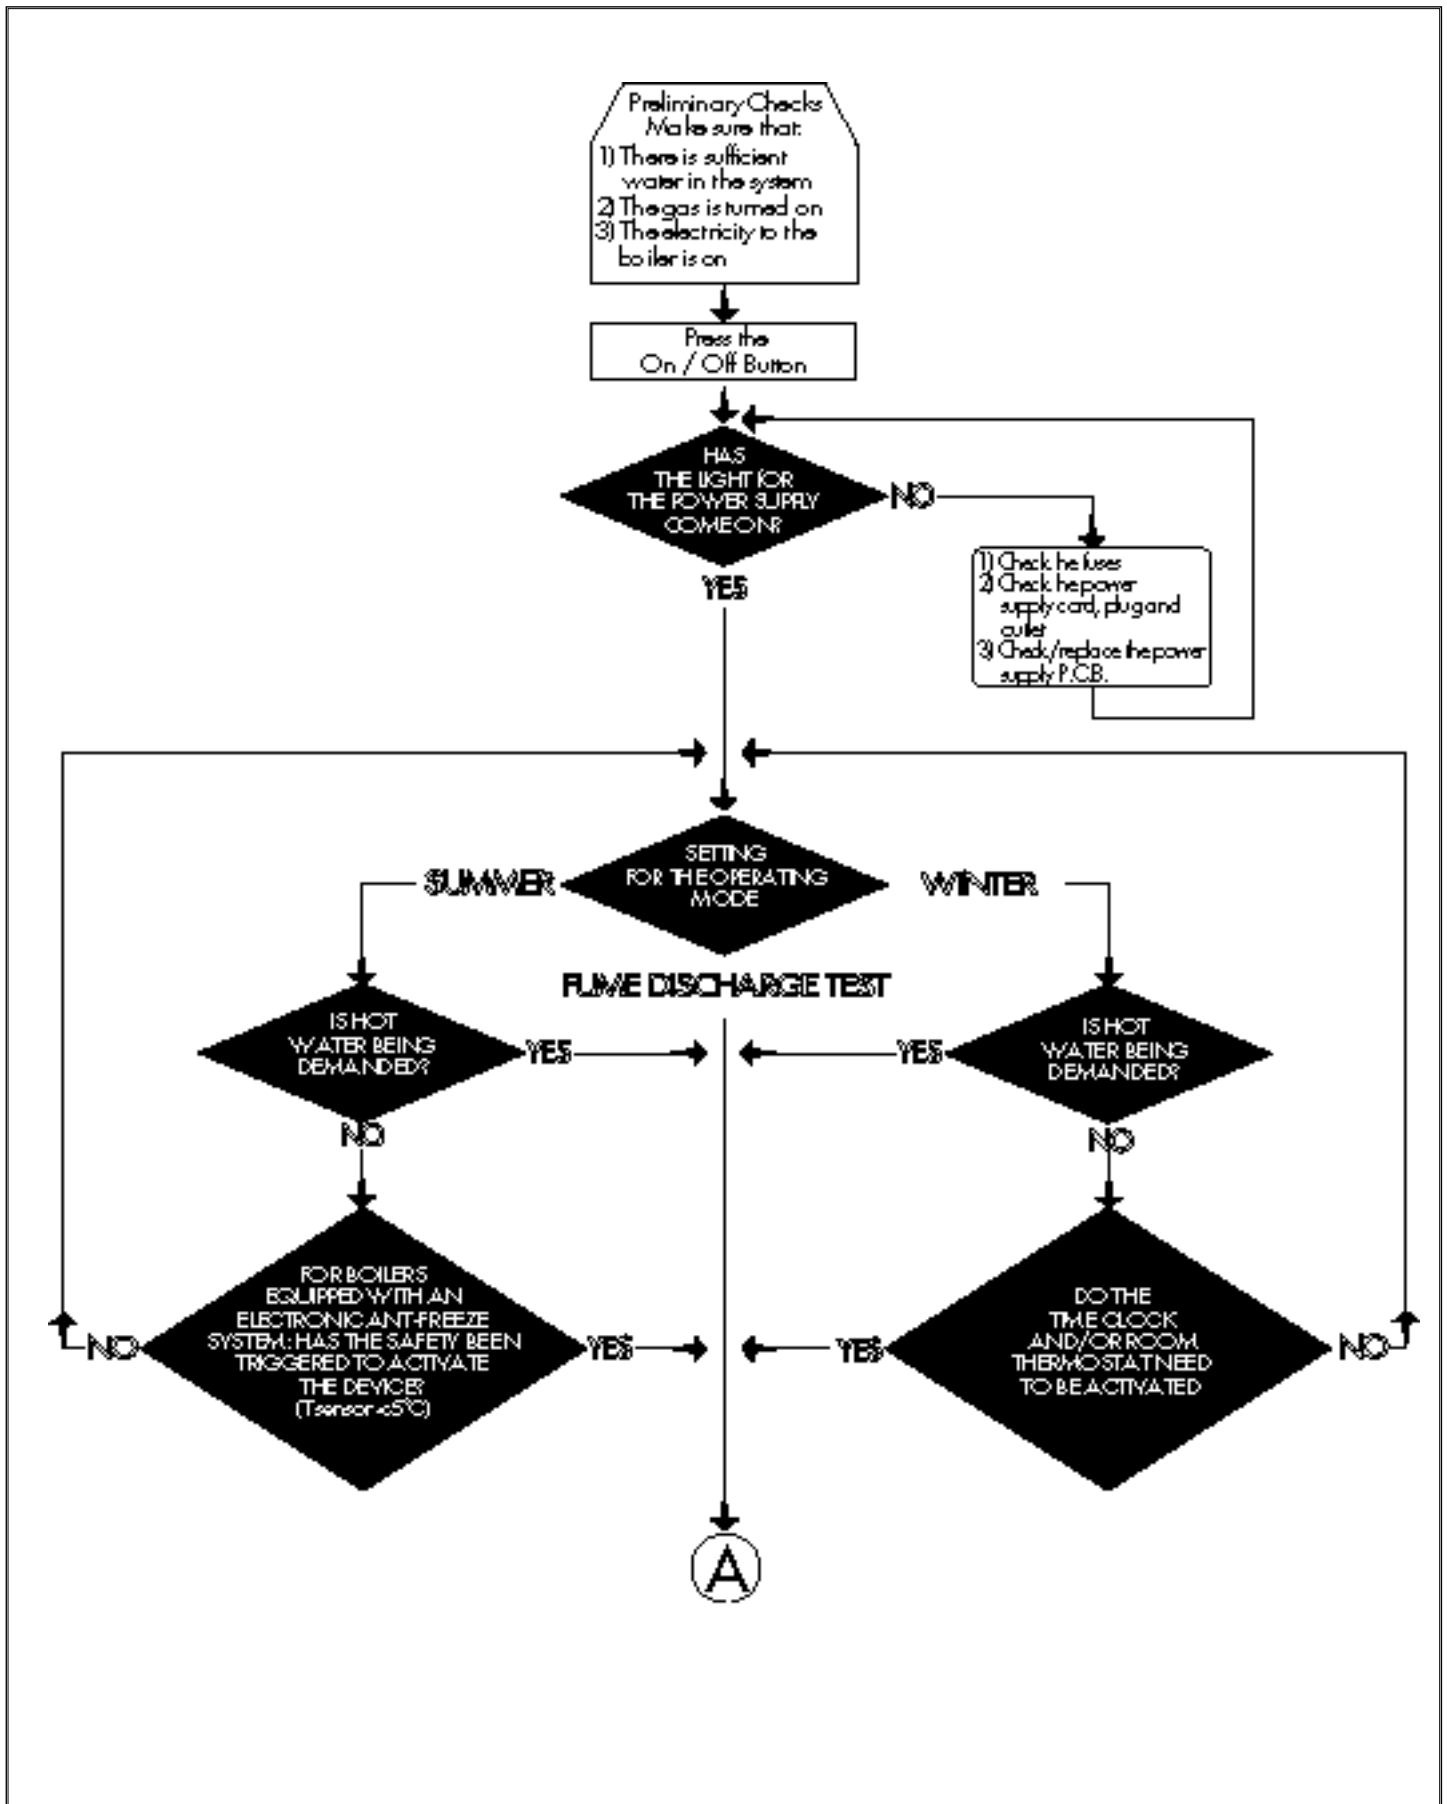 Preliminary Checks
Make sure that:
1) There is sufficient
water in the system
2) The gas is turned on
3) The electricity to the
boiler is on
Press the
On / Off Button
HAS
THE LIGHT FOR
THE POWER SUPPLY
COME ON?
NO
YES
1) Check he fuses
2) Check he power
supply cord, plug and
outlet
3) Check/replace the power
supply P.C.B.
SETTING
FOR THE OPERATING
MODE
SUMMER
WINTER
FUME DISCHARGE TEST
IS HOT
WATER BEING
DEMANDED?
YES
NO
IS HOT
WATER BEING
DEMANDED?
YES
NO
FOR BOILERS
EQUIPPED WITH AN
ELECTRONIC ANT-FREEZE
SYSTEM.: HAS THE SAFETY BEEN
TRIGGERED TO ACTIVATE
THE DEVICE?
(Tsensor <5°C)
NO
YES
DO THE
TIME CLOCK
AND/OR ROOM
THERMOSTAT NEED
TO BE ACTIVATED
YES
NO
A